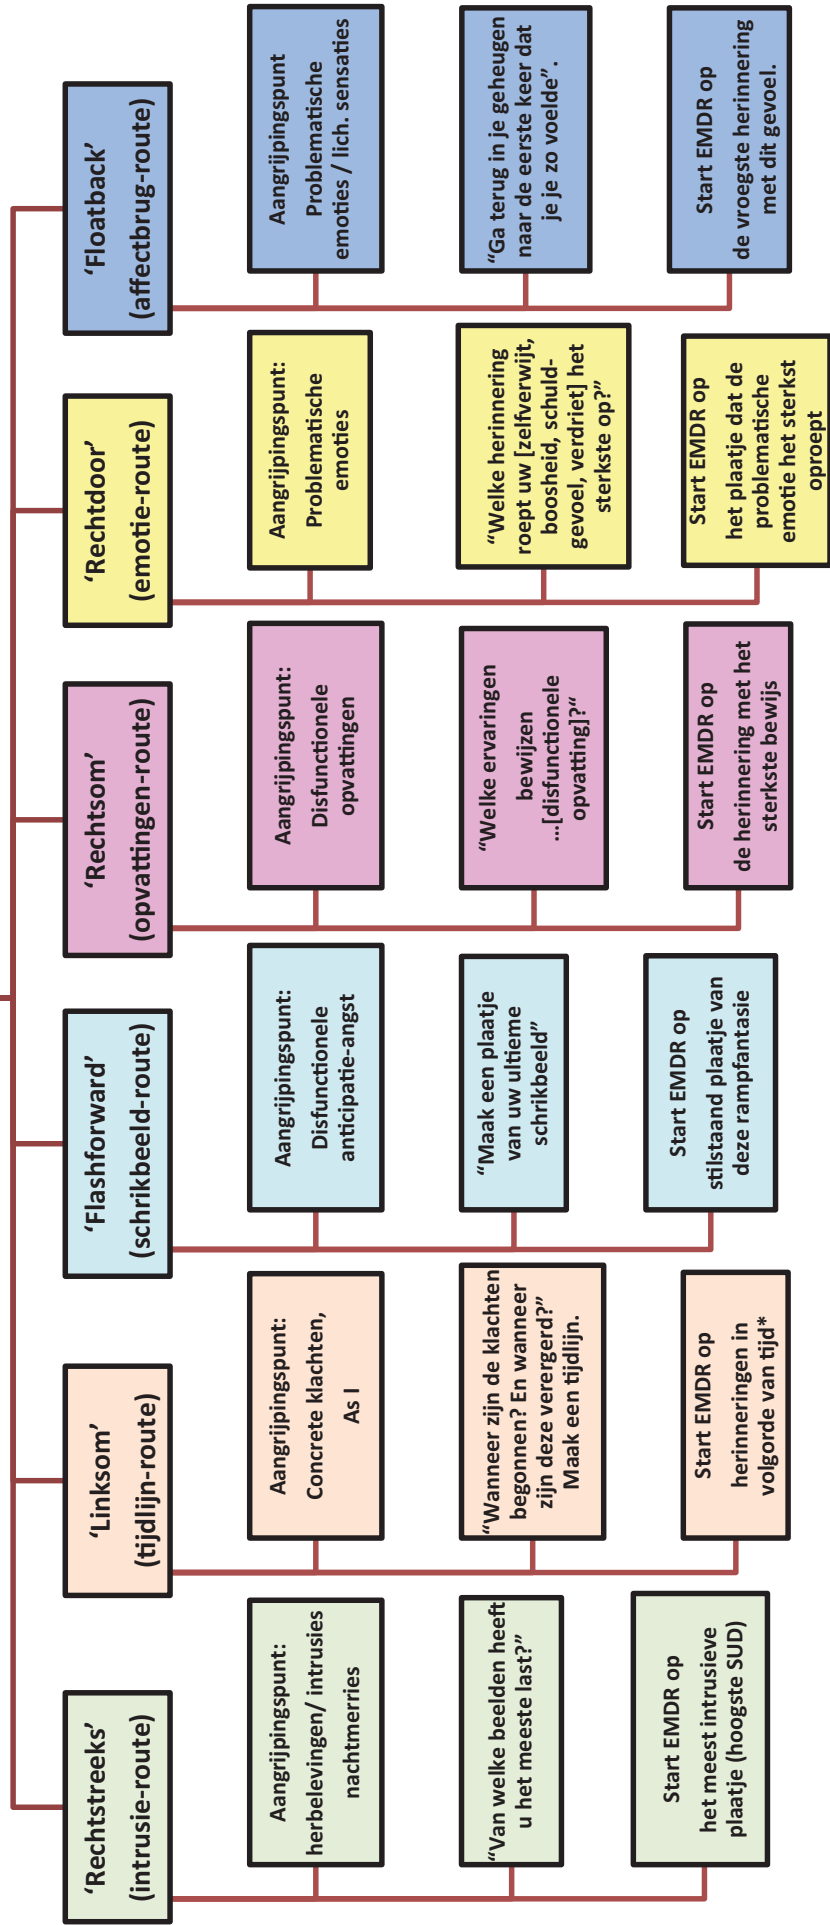 ‘Rechtstreeks’
(intrusie-route)
Aangrijpingspunt:
herbelevingen/ intrusies
nachtmerries
“Van welke beelden heeft
u het meeste last?”
Start EMDR op
het meest intrusieve
plaatje (hoogste SUD)
‘Linksom’
(tijdlijn-route)
Aangrijpingspunt:
Concrete klachten,
As I
“Wanneer zijn de klachten
begonnen? En wanneer
zijn deze verergerd?”
Maak een tijdlijn.
Start EMDR op
herinneringen in
volgorde van tijd*
‘Flashforward’
(schrikbeeld-route)
Aangrijpingspunt:
Disfunctionele
anticipatie-angst
“Maak een plaatje
van uw ultieme
schrikbeeld”
Start EMDR op
stilstaand plaatje van
deze rampfantasie
‘Rechtsom’
(opvattingen-route)
Aangrijpingspunt:
Disfunctionele
opvattingen
“Welke ervaringen
bewijzen
...[disfunctionele
opvatting]?“
Start EMDR op
de herinnering met het
sterkste bewijs
‘Rechtdoor’
(emotie-route)
Aangrijpingspunt:
Problematische
emoties
“Welke herinnering
roept uw [zelfverwijt,
boosheid, schuld-
gevoel, verdriet] het
sterkste op?”
Start EMDR op
het plaatje dat de
problematische
emotie het sterkst
oproept
‘Floatback’
(affectbrug-route)
Aangrijpingspunt
Problematische
emoties / lich. sensaties
“Ga terug in je geheugen
naar de eerste keer dat
je je zo voelde”.
Start EMDR op
de vroegste herinnering
met dit gevoel.